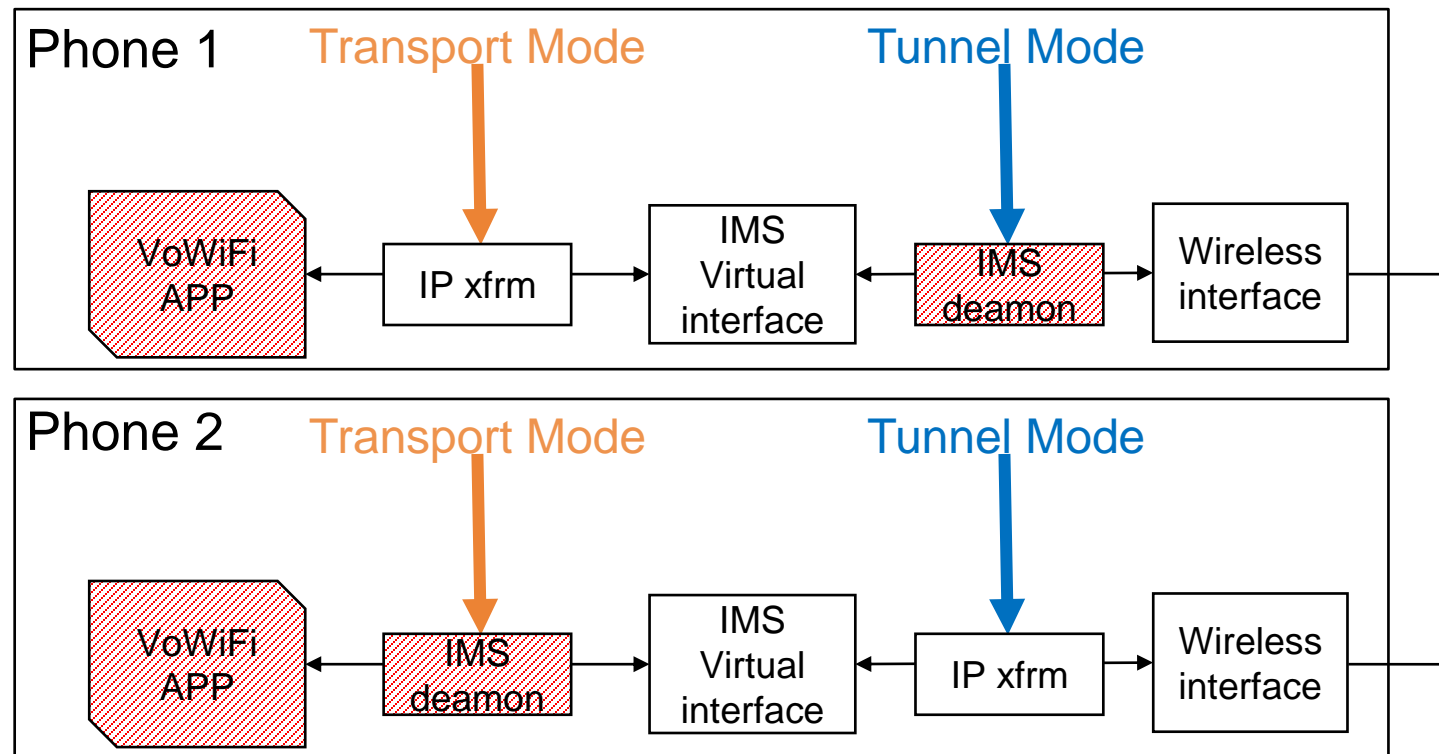 Phone 1
Transport Mode
Tunnel Mode
VoWiFi
APP
IP xfrm
IMS
Virtual
interface
IMS
deamon
Wireless
interface
Phone 2
Transport Mode
Tunnel Mode
VoWiFi
APP
IMS
deamon
IMS
Virtual
interface
IP xfrm
Wireless
interface